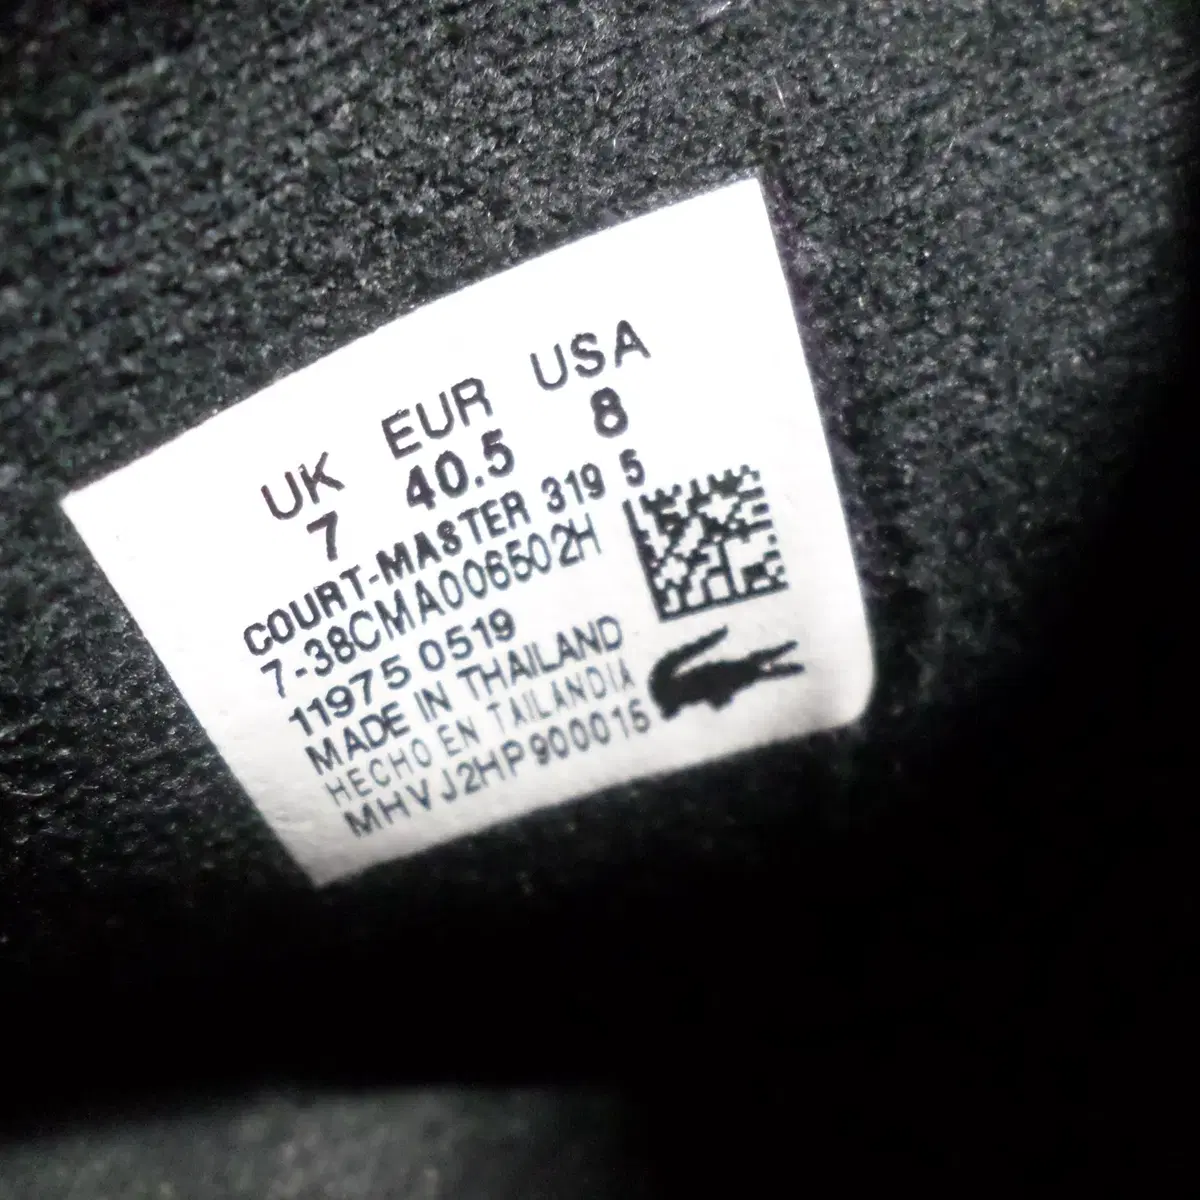 UK EUR USA
7 40.5 8
COURT-MASTER 319 5
7-38CMA006502H
11975 0519
MADE IN THAILAND
HECHO EN TAILANDIA
MHVJ2HP900015